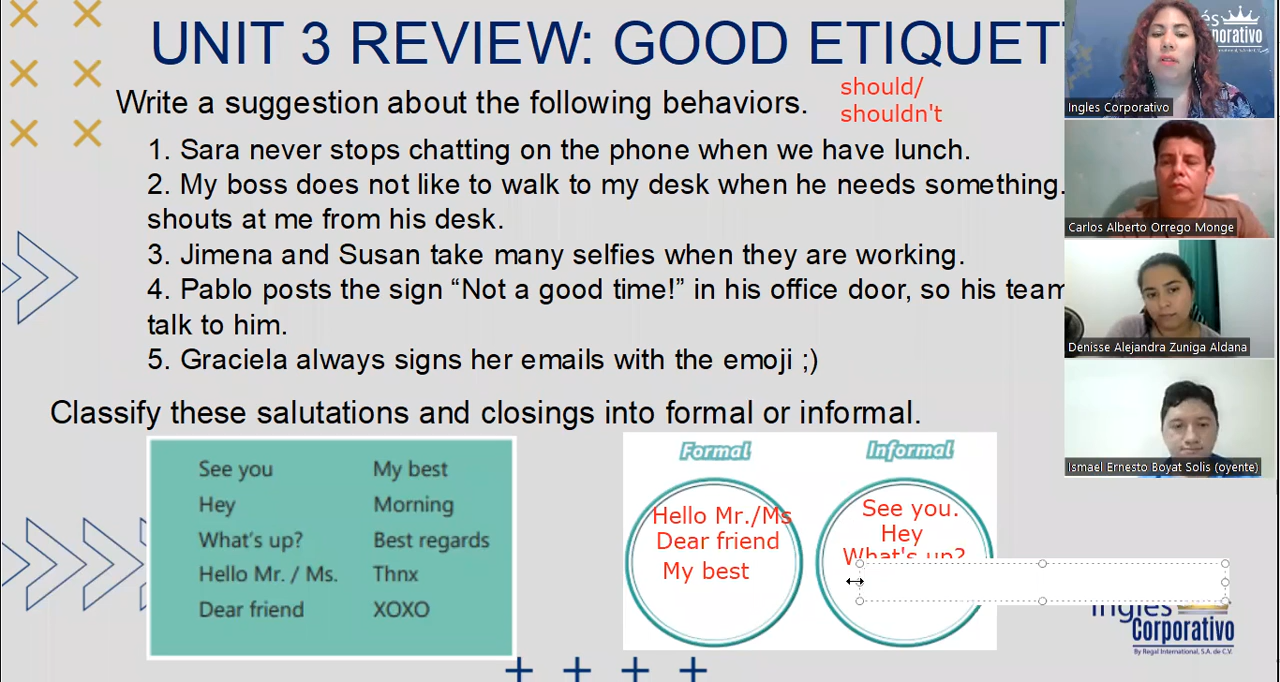 UNIT 3 REVIEW: GOOD ETIQUET
Write a suggestion about the following behaviors.
should/
shouldn't
1. Sara never stops chatting on the phone when we have lunch.
2. My boss does not like to walk to my desk when he needs something.
shouts at me from his desk.
3. Jimena and Susan take many selfies when they are working.
4. Pablo posts the sign “Not a good time!” in his office door, so his team
talk to him.
5. Graciela always signs her emails with the emoji ;)
Classify these salutations and closings into formal or informal.
See you
My best
Hey
Morning
What's up?
Best regards
Hello Mr. / Ms.
Thnx
Dear friend
XOXO
Formal
Hello Mr./Ms
Dear friend
My best
Informal
See you.
Hey
What's up?
Inglés
Corporativo
By Regal International, S.A. de C.V.
és
rporativo
Ingles Corporativo
Carlos Alberto Orrego Monge
Denisse Alejandra Zuniga Aldana
Ismael Ernesto Boyat Solis (oyente)